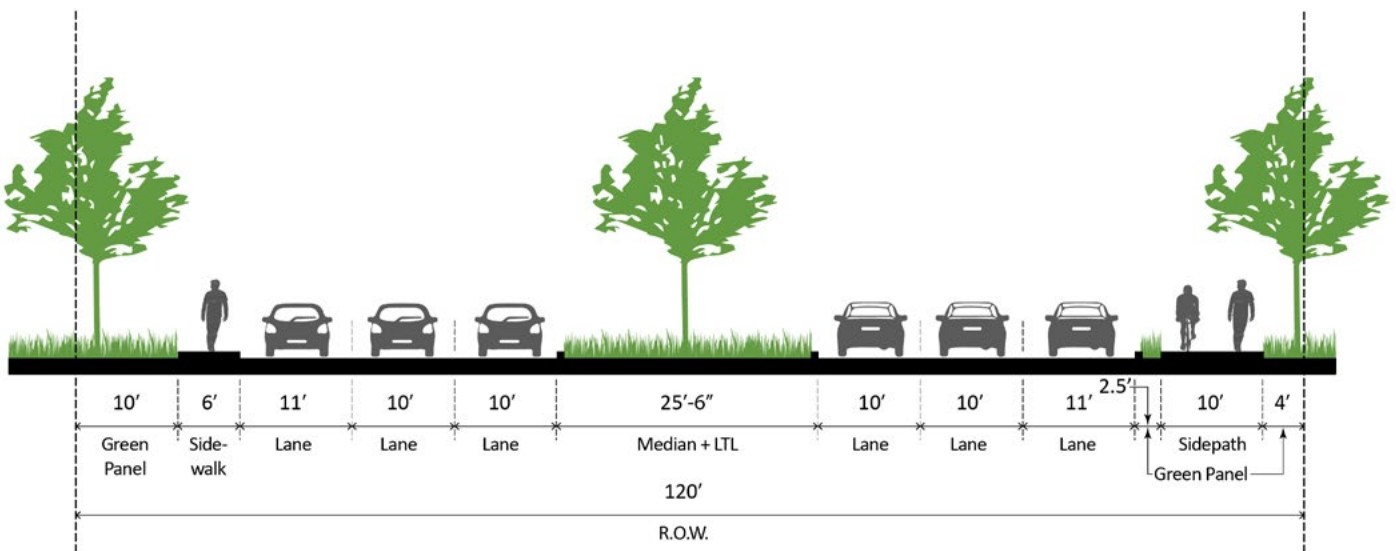 10′ 6′ 11′ 10′ 10′ 25′-6″ 10′ 10′ 11′ 2.5′ 10′ 4′
Green Side- Lane Lane Lane Median + LTL Lane Lane Lane Sidepath
Panel walk
Green Panel
120′
R.O.W.